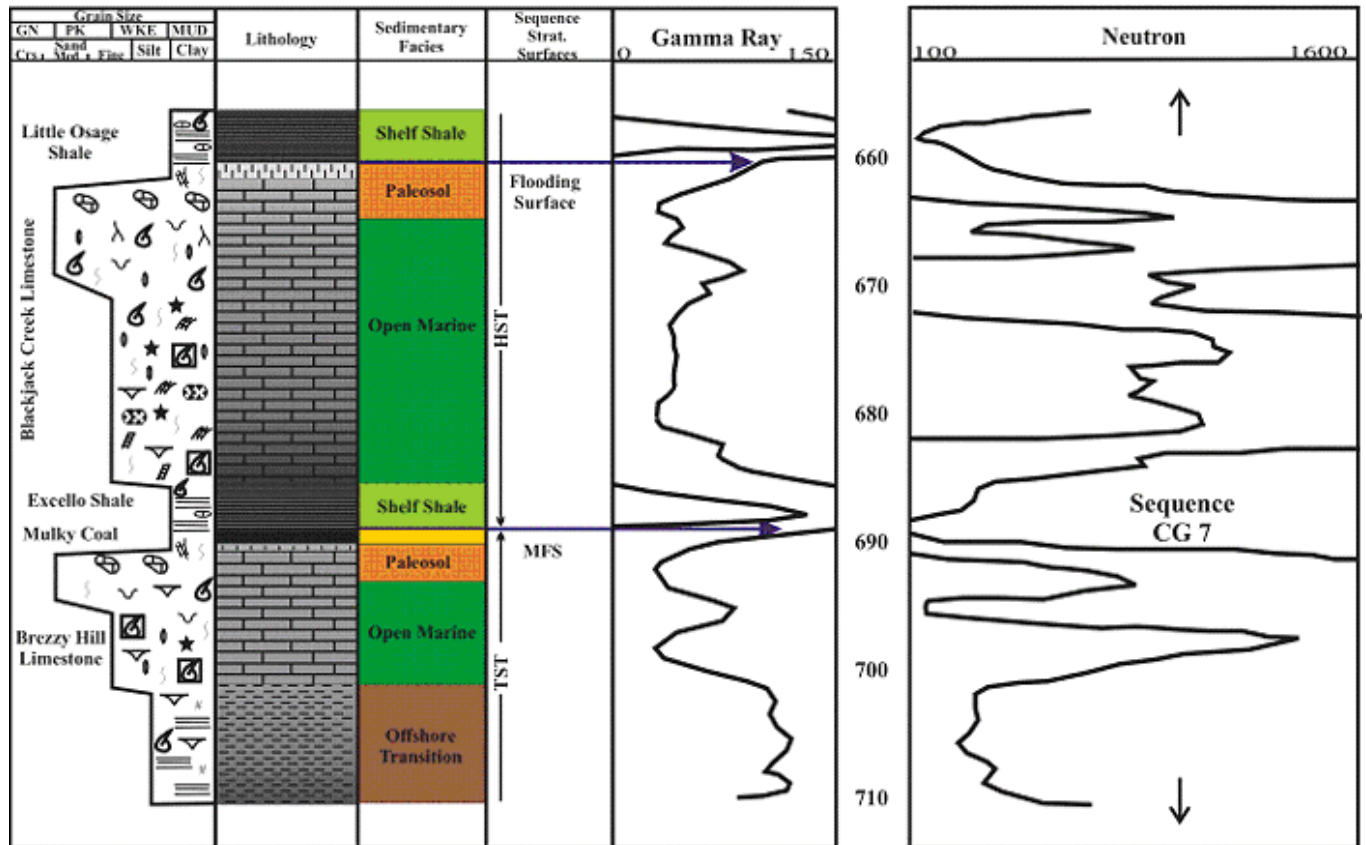 Grain Size
GN PK WKE MUD
Crs. Sand Med. Fine Silt Clay
Lithology
Sedimentary
Facies
Sequence
Strat.
Surfaces
Gamma Ray
0 150
Neutron
100 1600
Little Osage
Shale
Blackjack Creek Limestone
Excello Shale
Mulky Coal
Brezzy Hill
Limestone
Shelf Shale
Paleosol
Open Marine
Shelf Shale
Paleosol
Open Marine
Offshore
Transition
Flooding
Surface
HST
MFS
TST
660
670
680
690
700
710
Sequence
CG 7